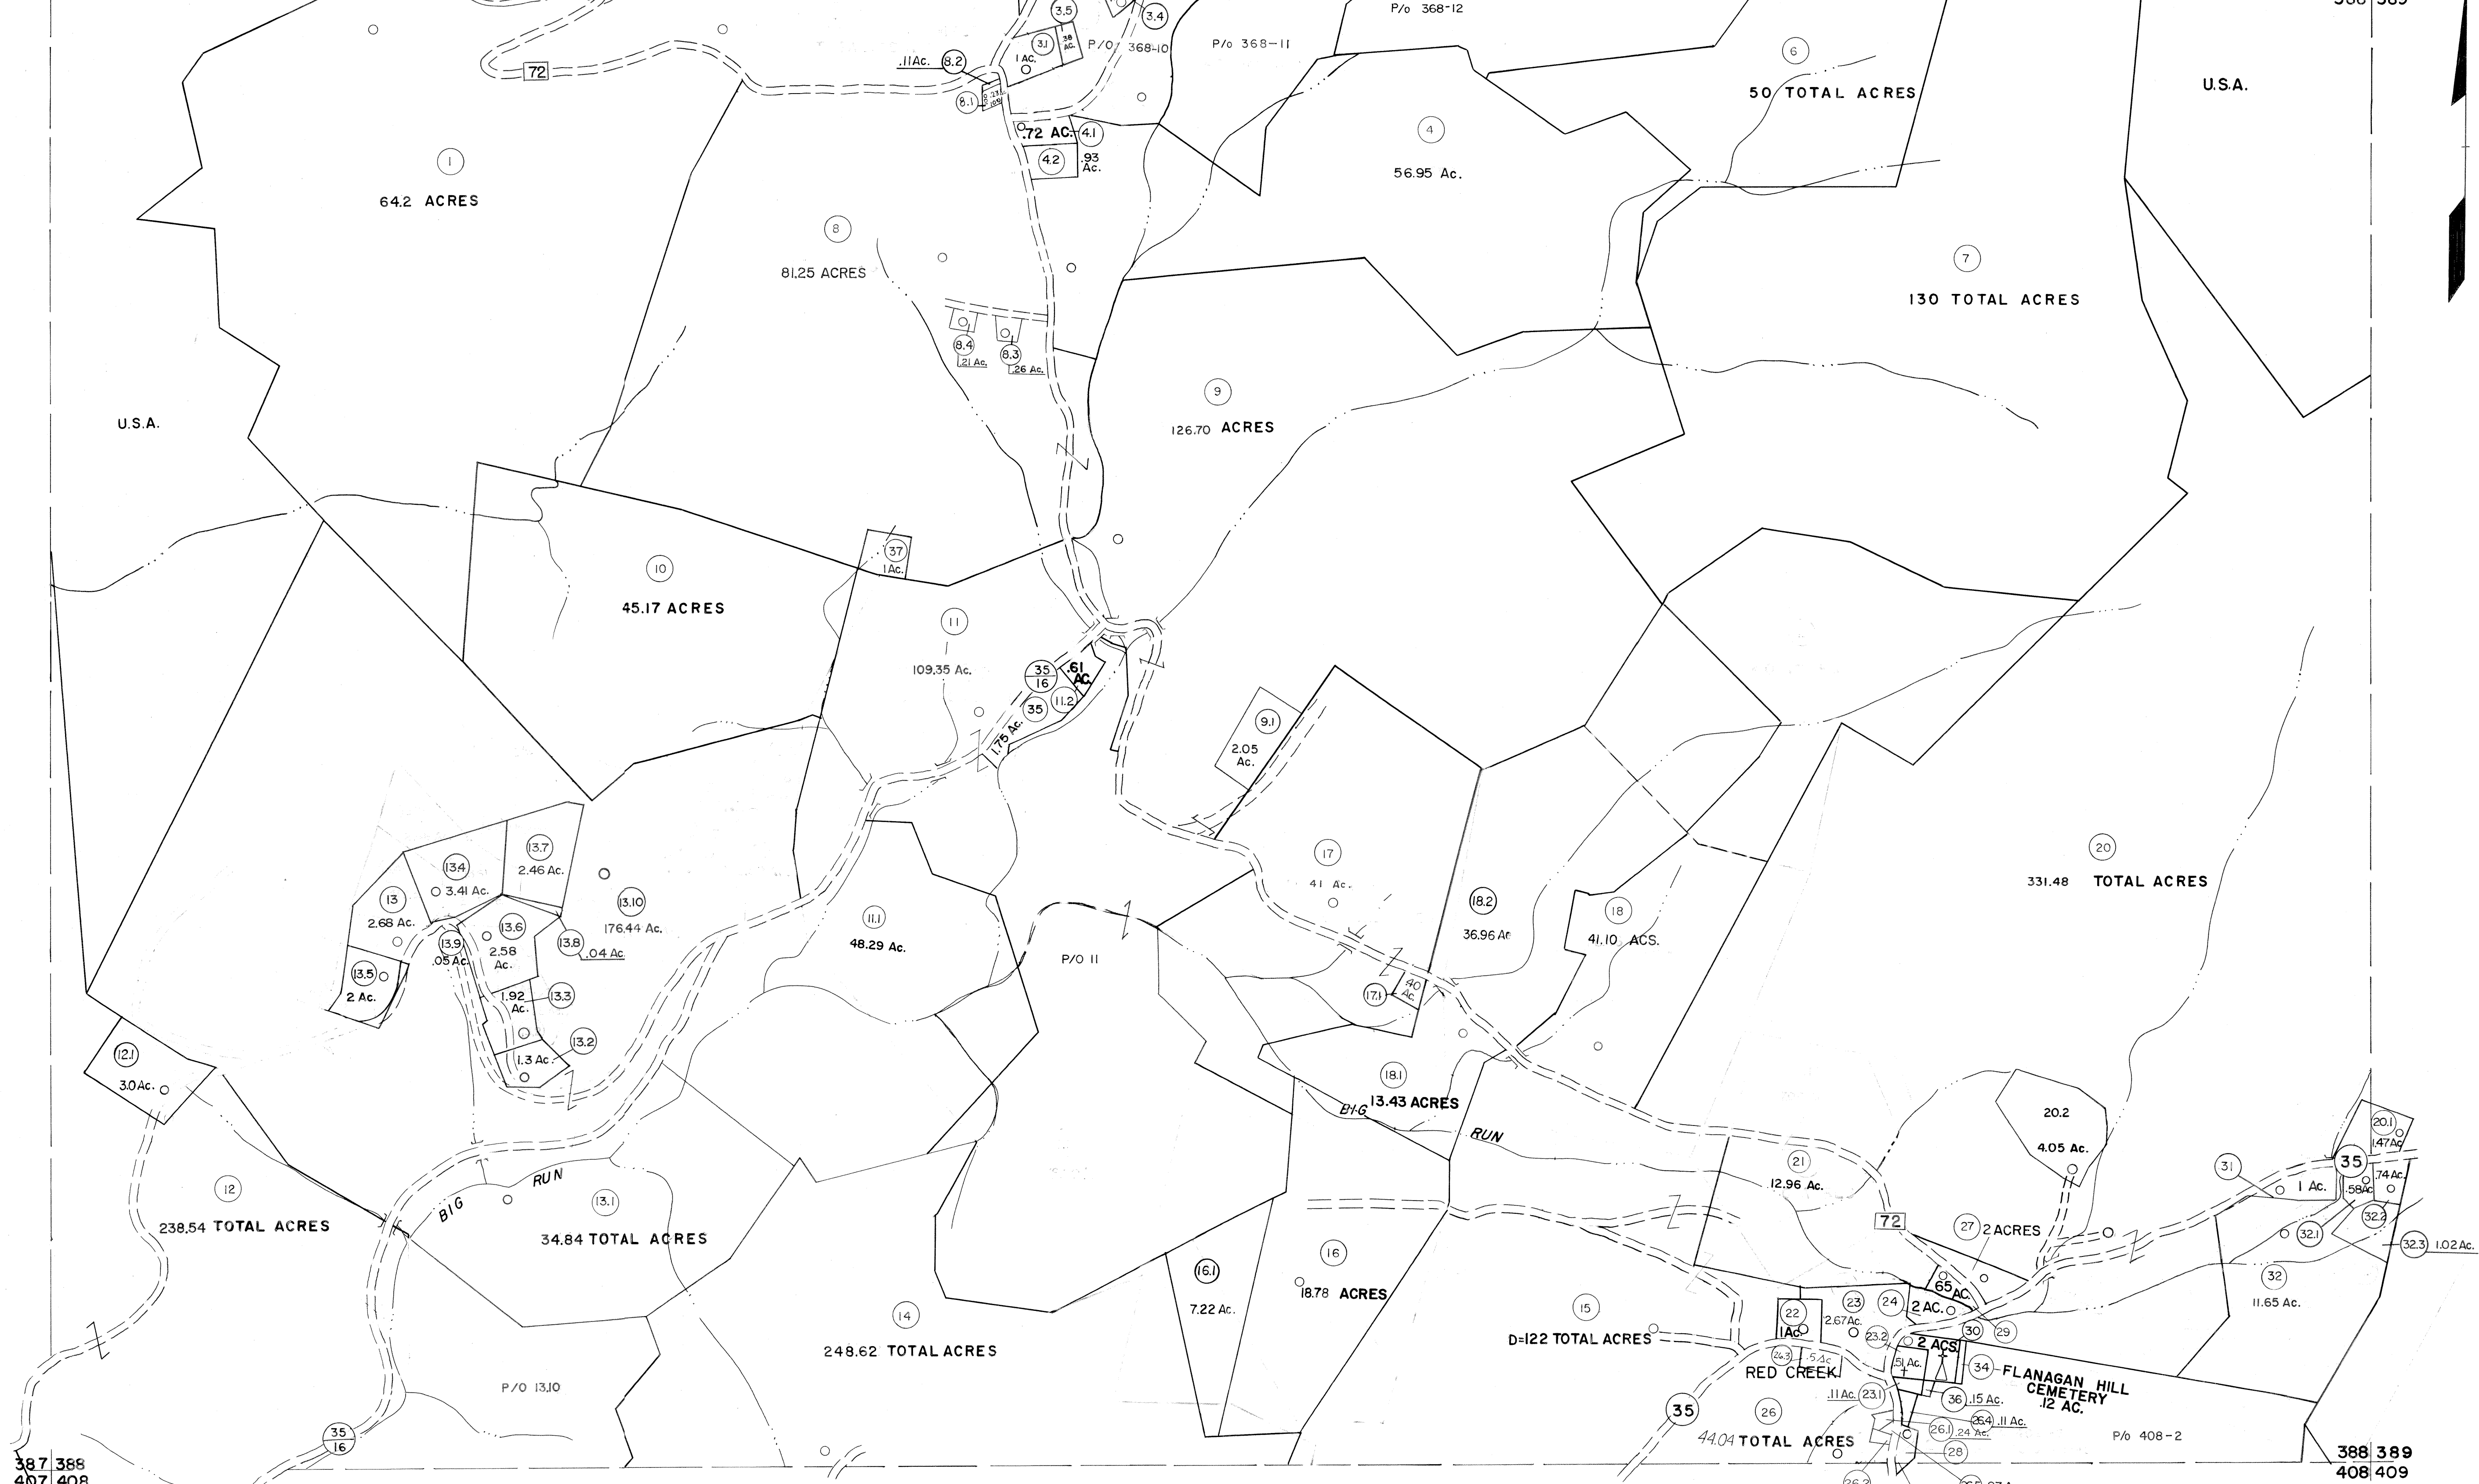 P/o 368-12
388 389
3.5
3.4
3.1
.38 AC.
P/O 368-10
P/o 368-11
6
1 AC.
.11 Ac. 8.2
72
50 TOTAL ACRES
U.S.A.
8.1
.72 AC. 4.1
4
4.2
.93 Ac.
1
56.95 Ac.
64.2 ACRES
8
7
81.25 ACRES
130 TOTAL ACRES
8.4
8.3
.21 Ac.
.26 Ac.
9
U.S.A.
126.70 ACRES
37
1 Ac.
10
45.17 ACRES
11
109.35 Ac.
35
16
.61 AC.
11.2
35
1.75 Ac.
9.1
2.05 Ac.
13.7
2.46 Ac.
17
20
13.4
3.41 Ac.
41 Ac.
331.48 TOTAL ACRES
13
2.68 Ac.
13.10
176.44 Ac.
18.2
36.96 Ac
18
41.10 ACS.
11.1
48.29 Ac.
13.6
2.58 Ac.
13.9
.05 Ac.
13.8
.04 Ac.
P/O 11
13.5
2 Ac.
1.92 Ac.
13.3
17.1
.40 Ac.
13.2
1.3 Ac.
12.1
3.0 Ac.
18.1
13.43 ACRES
BIG RUN
20.2
4.05 Ac.
20.1
1.47 Ac
21
12.96 Ac.
31
1 Ac.
35
.74 Ac.
.58 Ac
32.2
32.1
32.3 1.02 Ac.
12
238.54 TOTAL ACRES
BIG RUN
13.1
34.84 TOTAL ACRES
72
27 2 ACRES
16
18.78 ACRES
16.1
7.22 Ac.
32
11.65 Ac.
.65 AC.
14
248.62 TOTAL ACRES
15
D=122 TOTAL ACRES
22
1 Ac.
23
2.67 Ac.
24
2 AC.
23.2
30
29
2 ACS.
26.3
.5 Ac
.51 Ac.
34
FLANAGAN HILL
CEMETERY
.12 AC.
RED CREEK
.11 Ac. 23.1
36 .15 Ac.
P/O 13.10
35
26
26.4 .11 Ac.
26.1 .24 Ac.
44.04 TOTAL ACRES
28
P/o 408-2
35
16
387 388
407 408
26.2
388 389
408 409